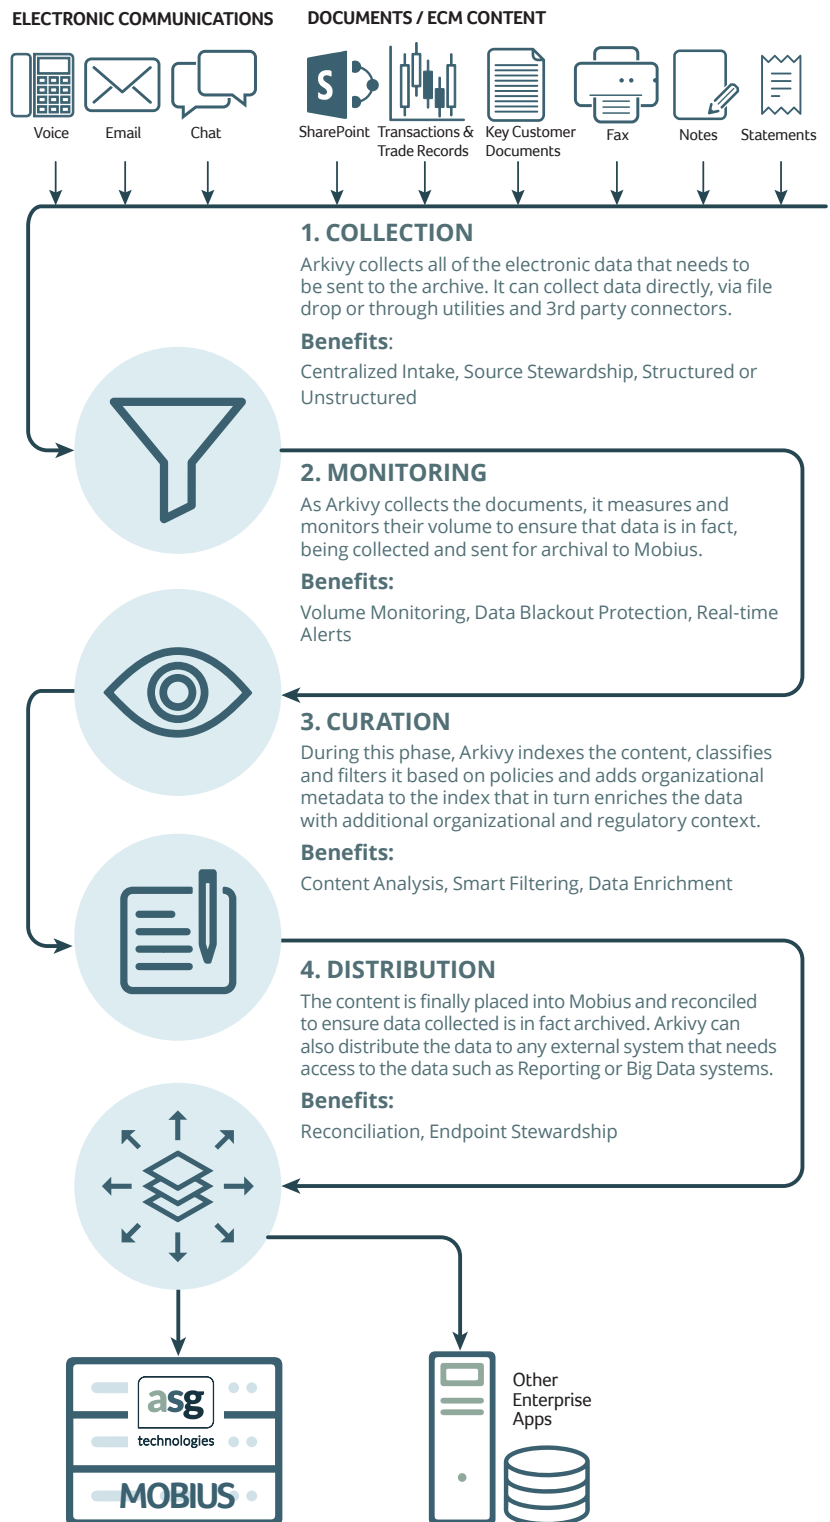 ELECTRONIC COMMUNICATIONS
DOCUMENTS / ECM CONTENT
S
Voice
Email
Chat
SharePoint
Transactions &
Trade Records
Key Customer
Documents
Fax
Notes
Statements
1. COLLECTION
Arkivy collects all of the electronic data that needs to
be sent to the archive. It can collect data directly, via file
drop or through utilities and 3rd party connectors.
Benefits:
Centralized Intake, Source Stewardship, Structured or
Unstructured
2. MONITORING
As Arkivy collects the documents, it measures and
monitors their volume to ensure that data is in fact,
being collected and sent for archival to Mobius.
Benefits:
Volume Monitoring, Data Blackout Protection, Real-time
Alerts
3. CURATION
During this phase, Arkivy indexes the content, classifies
and filters it based on policies and adds organizational
metadata to the index that in turn enriches the data
with additional organizational and regulatory context.
Benefits:
Content Analysis, Smart Filtering, Data Enrichment
4. DISTRIBUTION
The content is finally placed into Mobius and reconciled
to ensure data collected is in fact archived. Arkivy can
also distribute the data to any external system that needs
access to the data such as Reporting or Big Data systems.
Benefits:
Reconciliation, Endpoint Stewardship
asg
technologies
MOBIUS
Other
Enterprise
Apps